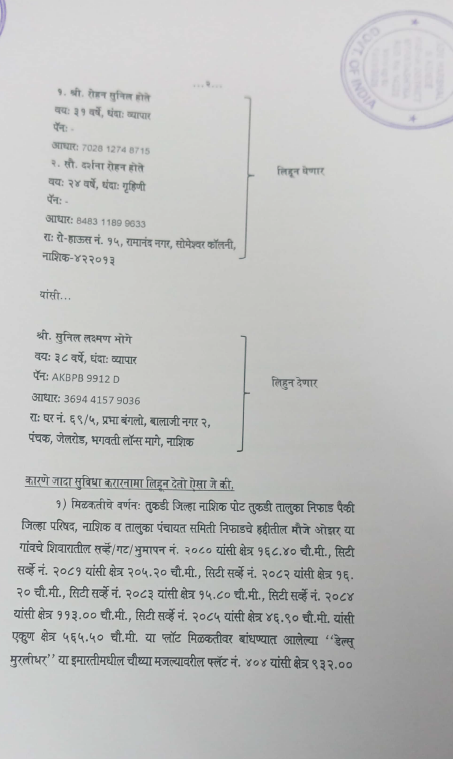 ...२...
१. श्री. रोहन सुनिल होते
वय: ३१ वर्षे, धंदा: व्यापार
पॅन: -
आधार: 7028 1274 8715
२. सौ. दर्शना रोहन होते
वय: २४ वर्षे, धंदा: गृहिणी
पॅन: -
आधार: 8483 1189 9633
रा: रो-हाऊस नं. १५, रामानंद नगर, सोमेश्वर कॉलनी,
नाशिक-४२२०१३
लिहून घेणार
यांसी...
श्री. सुनिल लक्ष्मण भोगे
वय: ३८ वर्षे, धंदा: व्यापार
पॅन: AKBPB 9912 D
आधार: 3694 4157 9036
रा: घर नं. ६९/५, प्रभा बंगलो, बालाजी नगर २,
पंचक, जेलरोड, भगवती लॉन्स मागे, नाशिक
लिहुन देणार
कारणे जादा सुविधा करारनामा लिहून देतो ऐसा जे की,
१) मिळकतीचे वर्णन: तुकडी जिल्हा नाशिक पोट तुकडी तालुका निफाड पैकी
जिल्हा परिषद, नाशिक व तालुका पंचायत समिती निफाडचे हद्दीतील मौजे ओझर या
गांवचे शिवारातील सर्व्हे/गट/भुमापन नं. २०८० यांसी क्षेत्र १६८.४० चौ.मी., सिटी
सर्व्हे नं. २०८१ यांसी क्षेत्र २०५.२० चौ.मी., सिटी सर्व्हे नं. २०८२ यांसी क्षेत्र १६.
२० चौ.मी., सिटी सर्व्हे नं. २०८३ यांसी क्षेत्र १५.८० चौ.मी., सिटी सर्व्हे नं. २०८४
यांसी क्षेत्र ११३.०० चौ.मी., सिटी सर्व्हे नं. २०८५ यांसी क्षेत्र ४६.९० चौ.मी. यांसी
एकुण क्षेत्र ५६५.५० चौ.मी. या प्लॉट मिळकतीवर बांधण्यात आलेल्या ‘‘डेल्सु
मुरलीधर’’ या इमारतीमधील चौथ्या मजल्यावरील फ्लॅट नं. ४०४ यांसी क्षेत्र ९३२.००
GOVT. OF INDIA